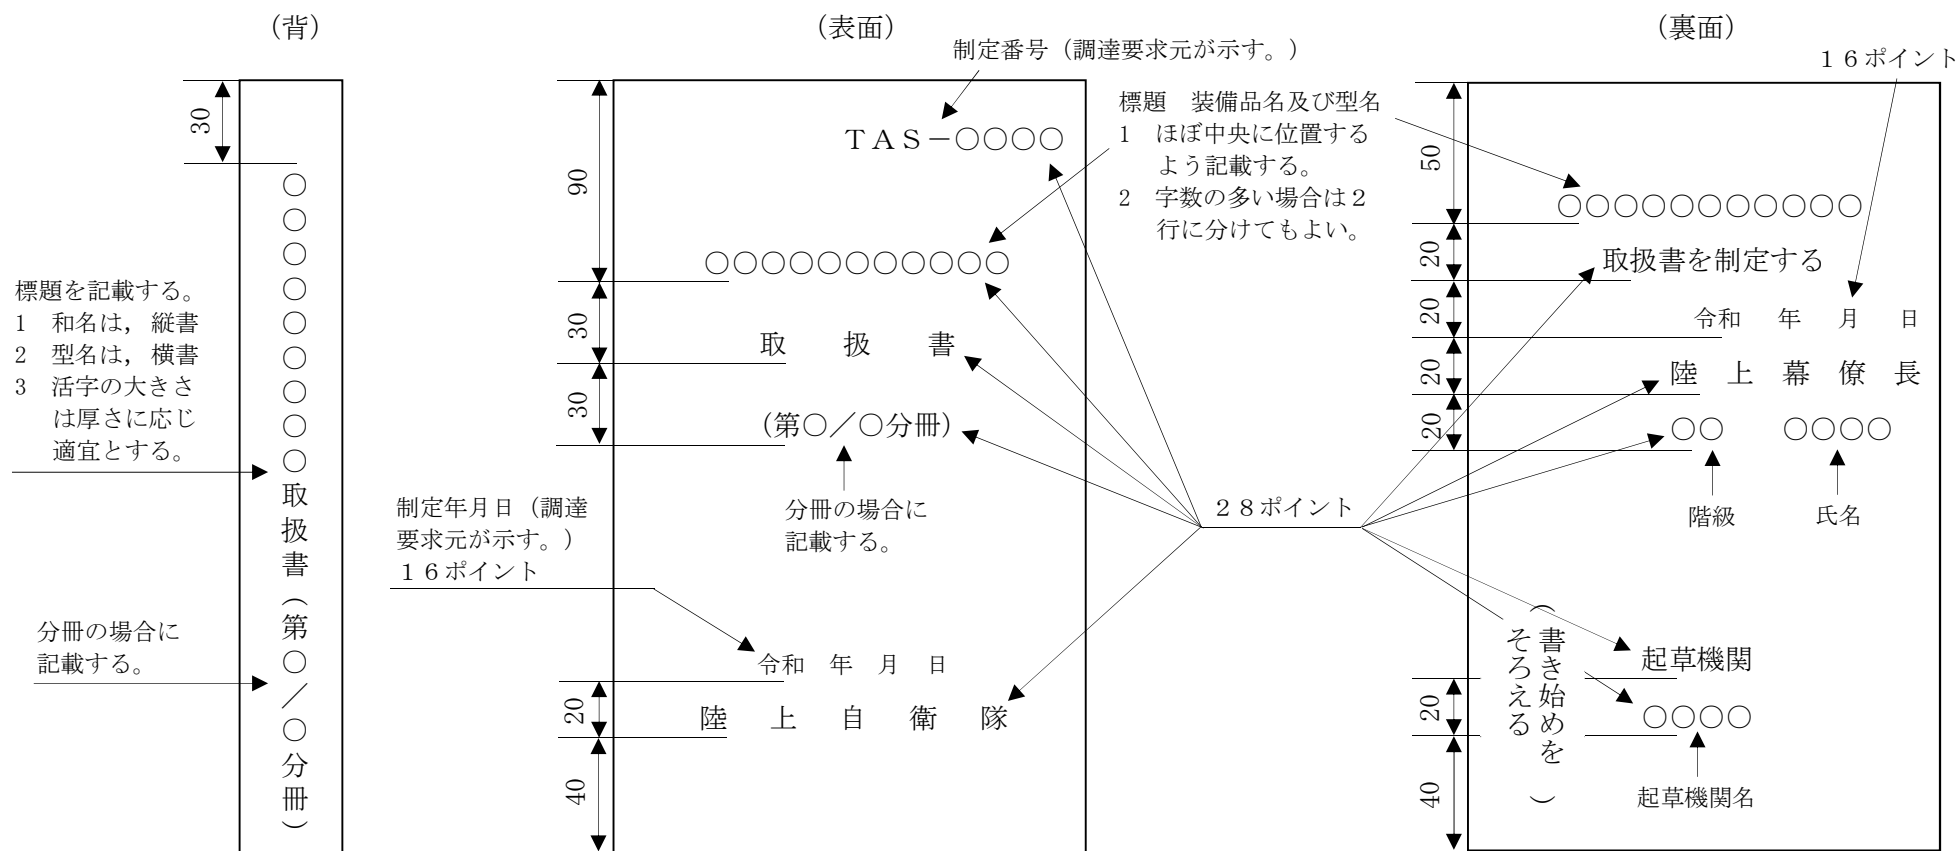 （背）
30
標題を記載する。
1　和名は，縦書
2　型名は，横書
3　活字の大きさ
は厚さに応じ
適宜とする。
分冊の場合に
記載する。
○○○○○○○○○取扱書（第○／○分冊）
（表面）
制定番号（調達要求元が示す。）
ＴＡＳ－○○○○
90
○○○○○○○○○○○
30
取　扱　書
30
（第○／○分冊）
分冊の場合に
記載する。
制定年月日（調達
要求元が示す。）
１６ポイント
令和　年　月　日
20
陸　上　自　衛　隊
40
標題　装備品名及び型名
1　ほぼ中央に位置する
よう記載する。
2　字数の多い場合は２
行に分けてもよい。
２８ポイント
（裏面）
１６ポイント
50
○○○○○○○○○○○
20
取扱書を制定する
20
令和　年　月　日
20
陸　上　幕　僚　長
20
○○　○○○○
階級
氏名
（書き始めを
そろえる　）
起草機関
20
○○○○
40
起草機関名